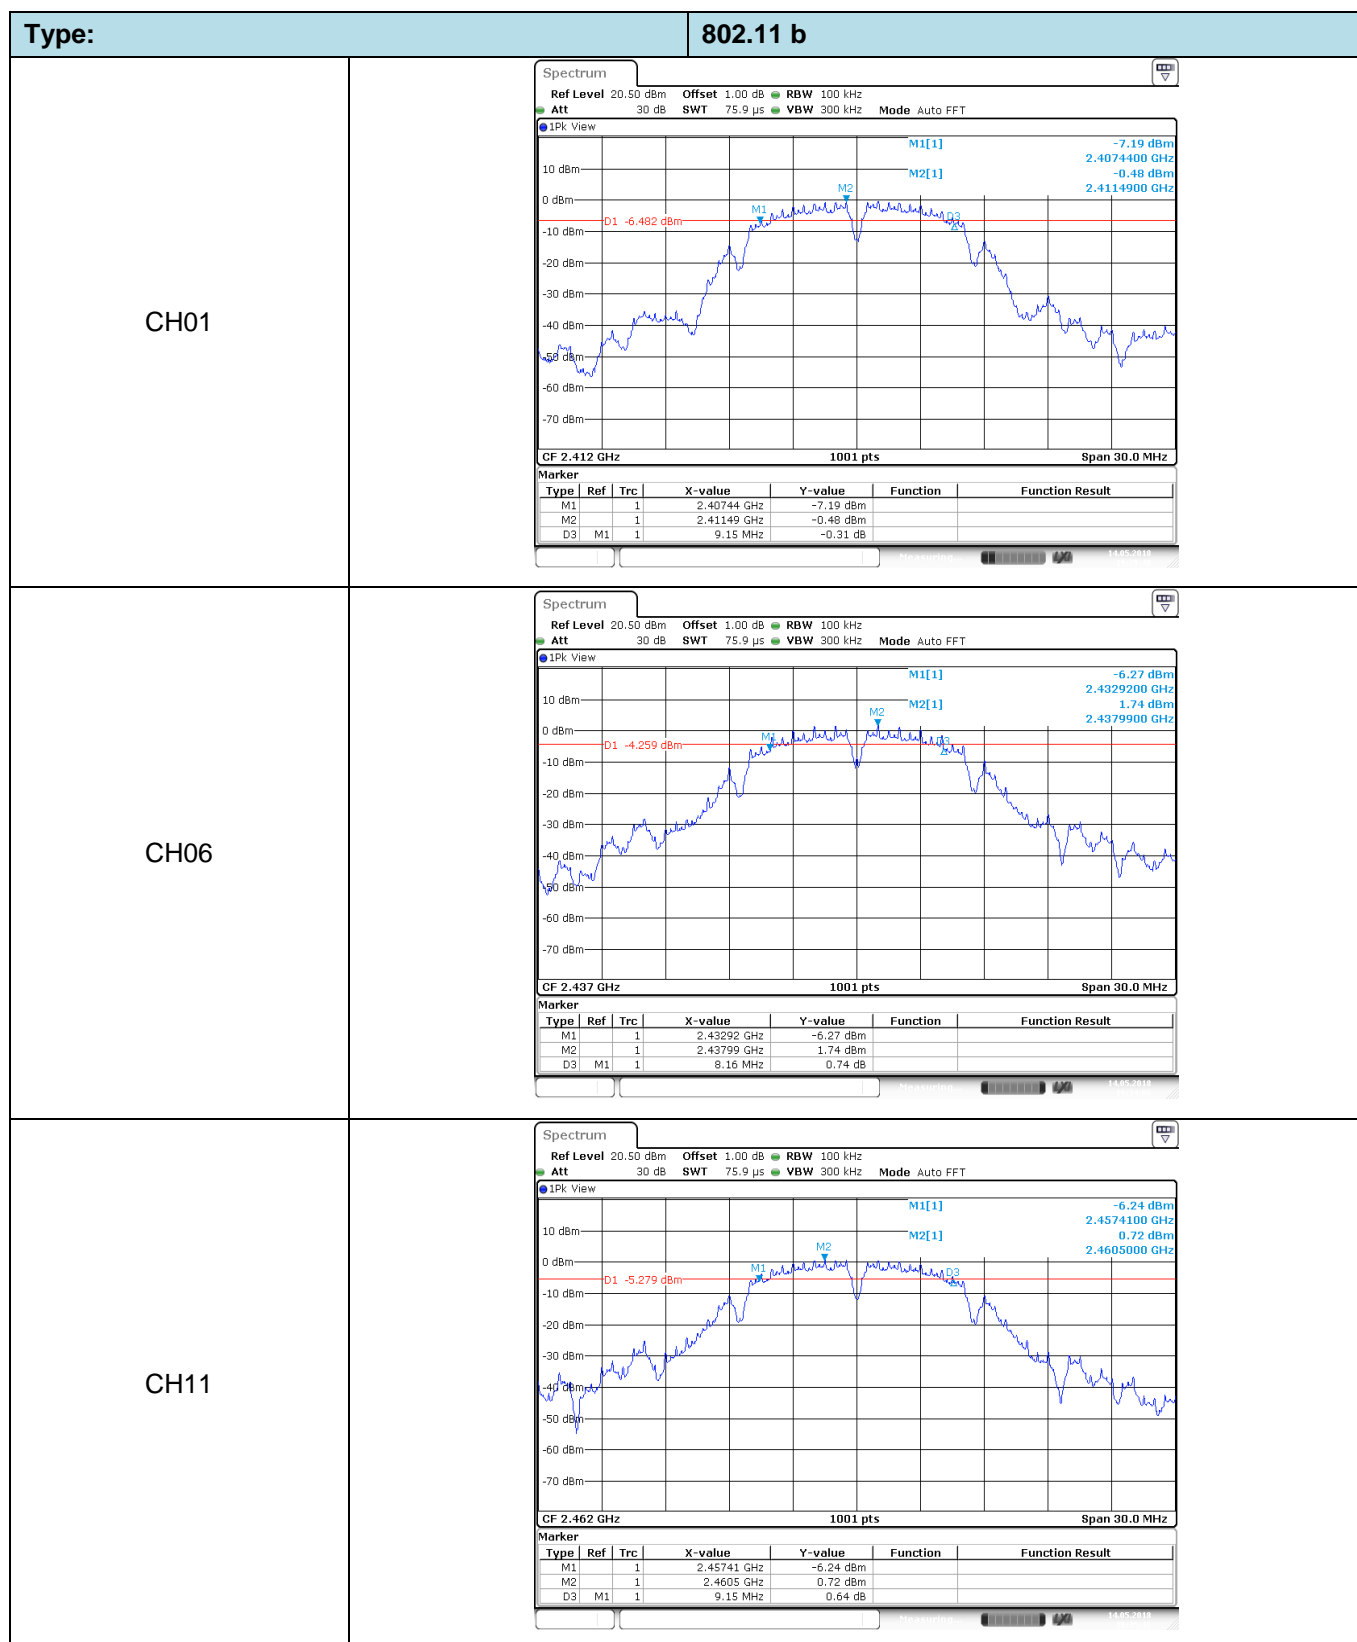 Type: 802.11 b
CH01
Spectrum
Ref Level 20.50 dBm Offset 1.00 dB RBW 100 kHz
Att 30 dB SWT 75.9 µs VBW 300 kHz Mode Auto FFT
1Pk View
M1[1] -7.19 dBm
2.4074400 GHz
10 dBm
M2[1] -0.48 dBm
2.4114900 GHz
M2
0 dBm
M1
D3
D1 -6.482 dBm
-10 dBm
-20 dBm
-30 dBm
-40 dBm
-50 dBm
-60 dBm
-70 dBm
CF 2.412 GHz 1001 pts Span 30.0 MHz
Marker
Type Ref Trc X-value Y-value Function Function Result
M1 1 2.40744 GHz -7.19 dBm
M2 1 2.41149 GHz -0.48 dBm
D3 M1 1 9.15 MHz -0.31 dB
Measuring... 14.05.2018
CH06
Spectrum
Ref Level 20.50 dBm Offset 1.00 dB RBW 100 kHz
Att 30 dB SWT 75.9 µs VBW 300 kHz Mode Auto FFT
1Pk View
M1[1] -6.27 dBm
2.4329200 GHz
10 dBm
M2[1] 1.74 dBm
2.4379900 GHz
M2
0 dBm
M1
D3
D1 -4.259 dBm
-10 dBm
-20 dBm
-30 dBm
-40 dBm
-50 dBm
-60 dBm
-70 dBm
CF 2.437 GHz 1001 pts Span 30.0 MHz
Marker
Type Ref Trc X-value Y-value Function Function Result
M1 1 2.43292 GHz -6.27 dBm
M2 1 2.43799 GHz 1.74 dBm
D3 M1 1 8.16 MHz 0.74 dB
Measuring... 14.05.2018
CH11
Spectrum
Ref Level 20.50 dBm Offset 1.00 dB RBW 100 kHz
Att 30 dB SWT 75.9 µs VBW 300 kHz Mode Auto FFT
1Pk View
M1[1] -6.24 dBm
2.4574100 GHz
10 dBm
M2[1] 0.72 dBm
2.4605000 GHz
M2
0 dBm
M1
D3
D1 -5.279 dBm
-10 dBm
-20 dBm
-30 dBm
-40 dBm
-50 dBm
-60 dBm
-70 dBm
CF 2.462 GHz 1001 pts Span 30.0 MHz
Marker
Type Ref Trc X-value Y-value Function Function Result
M1 1 2.45741 GHz -6.24 dBm
M2 1 2.4605 GHz 0.72 dBm
D3 M1 1 9.15 MHz 0.64 dB
Measuring... 14.05.2018